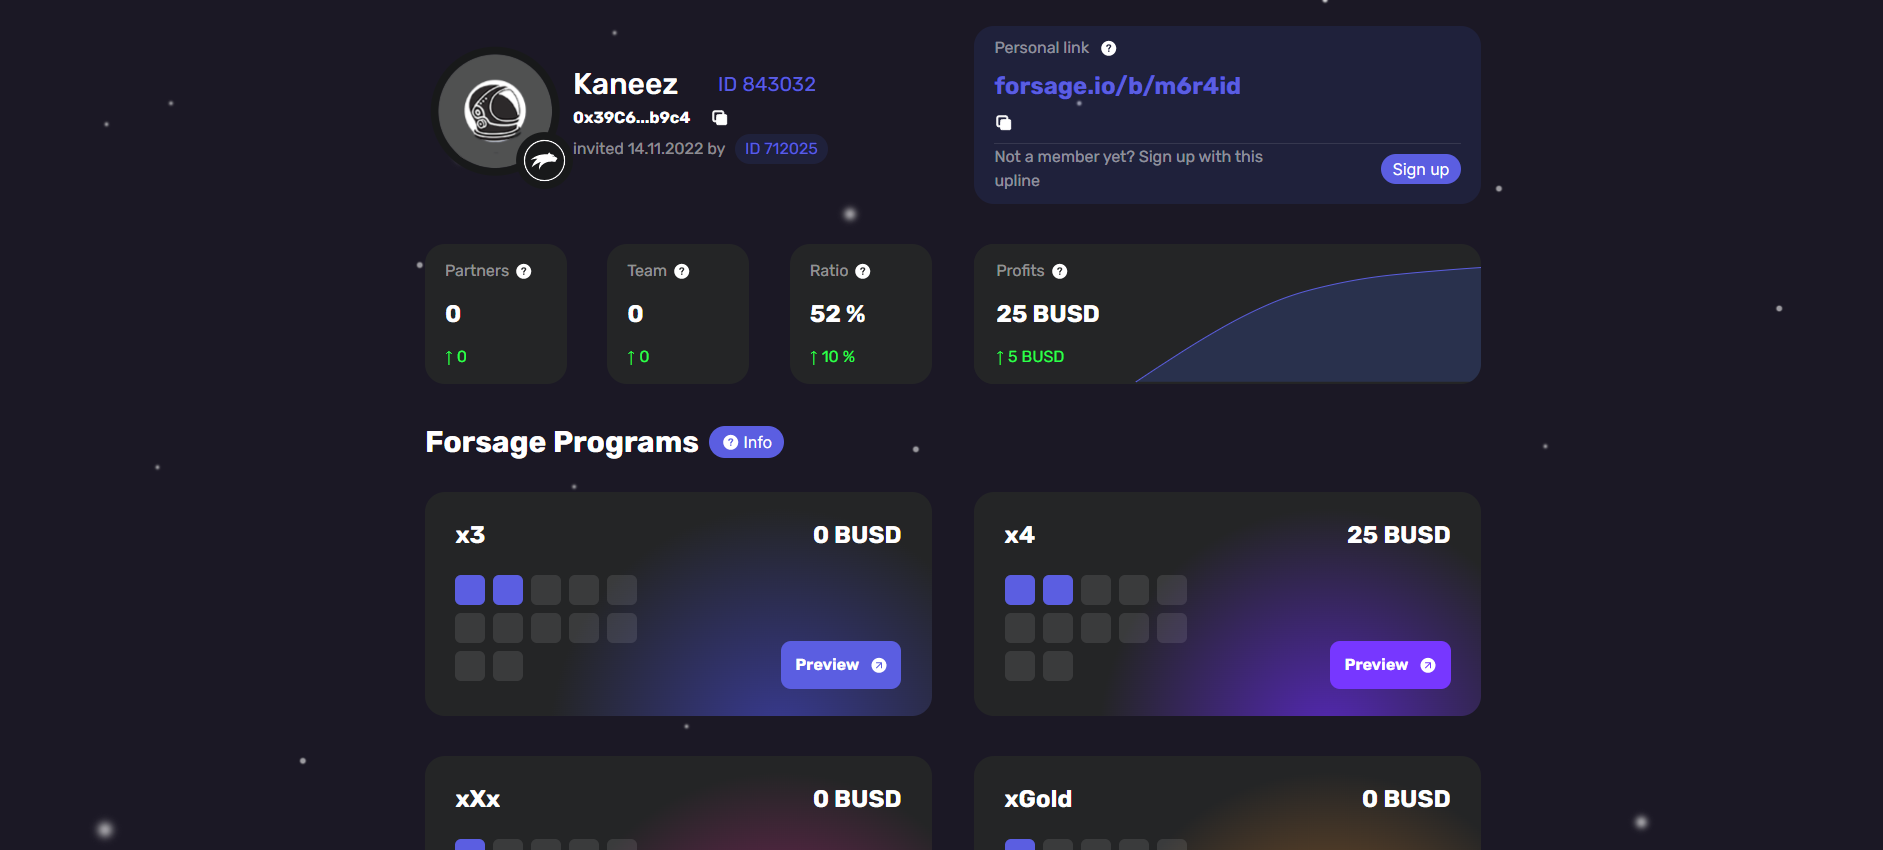 Kaneez ID 843032
0x39C6...b9c4
invited 14.11.2022 by ID 712025
Personal link ?
forsage.io/b/m6r4id
Not a member yet? Sign up with this
upline
Sign up
Partners ?
0
↑ 0
Team ?
0
↑ 0
Ratio ?
52 %
↑ 10 %
Profits ?
25 BUSD
↑ 5 BUSD
Forsage Programs ? Info
x3 0 BUSD
Preview
x4 25 BUSD
Preview
xXx 0 BUSD
xGold 0 BUSD